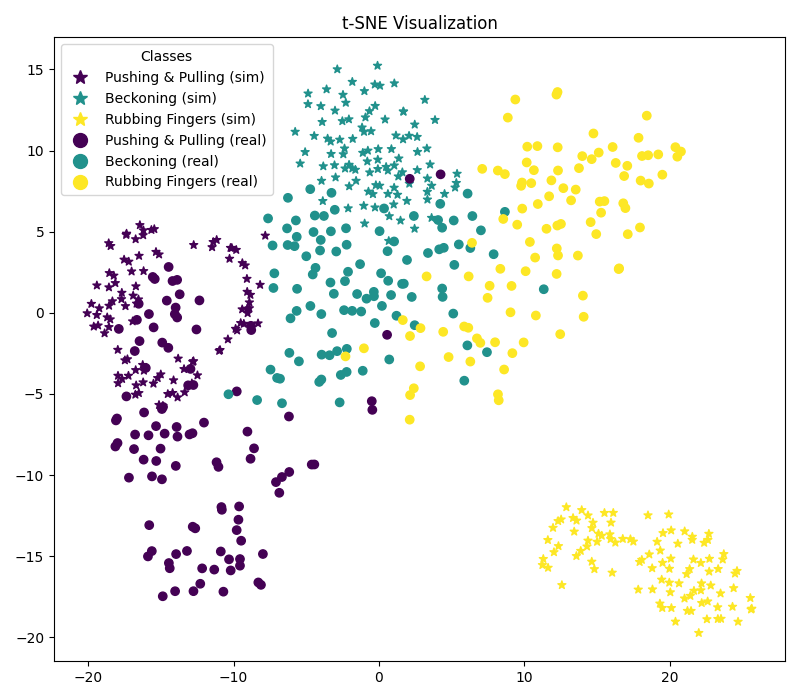 t-SNE Visualization
Classes
Pushing & Pulling (sim)
Beckoning (sim)
Rubbing Fingers (sim)
Pushing & Pulling (real)
Beckoning (real)
Rubbing Fingers (real)
15
10
5
0
−5
−10
−15
−20
−20 −10 0 10 20